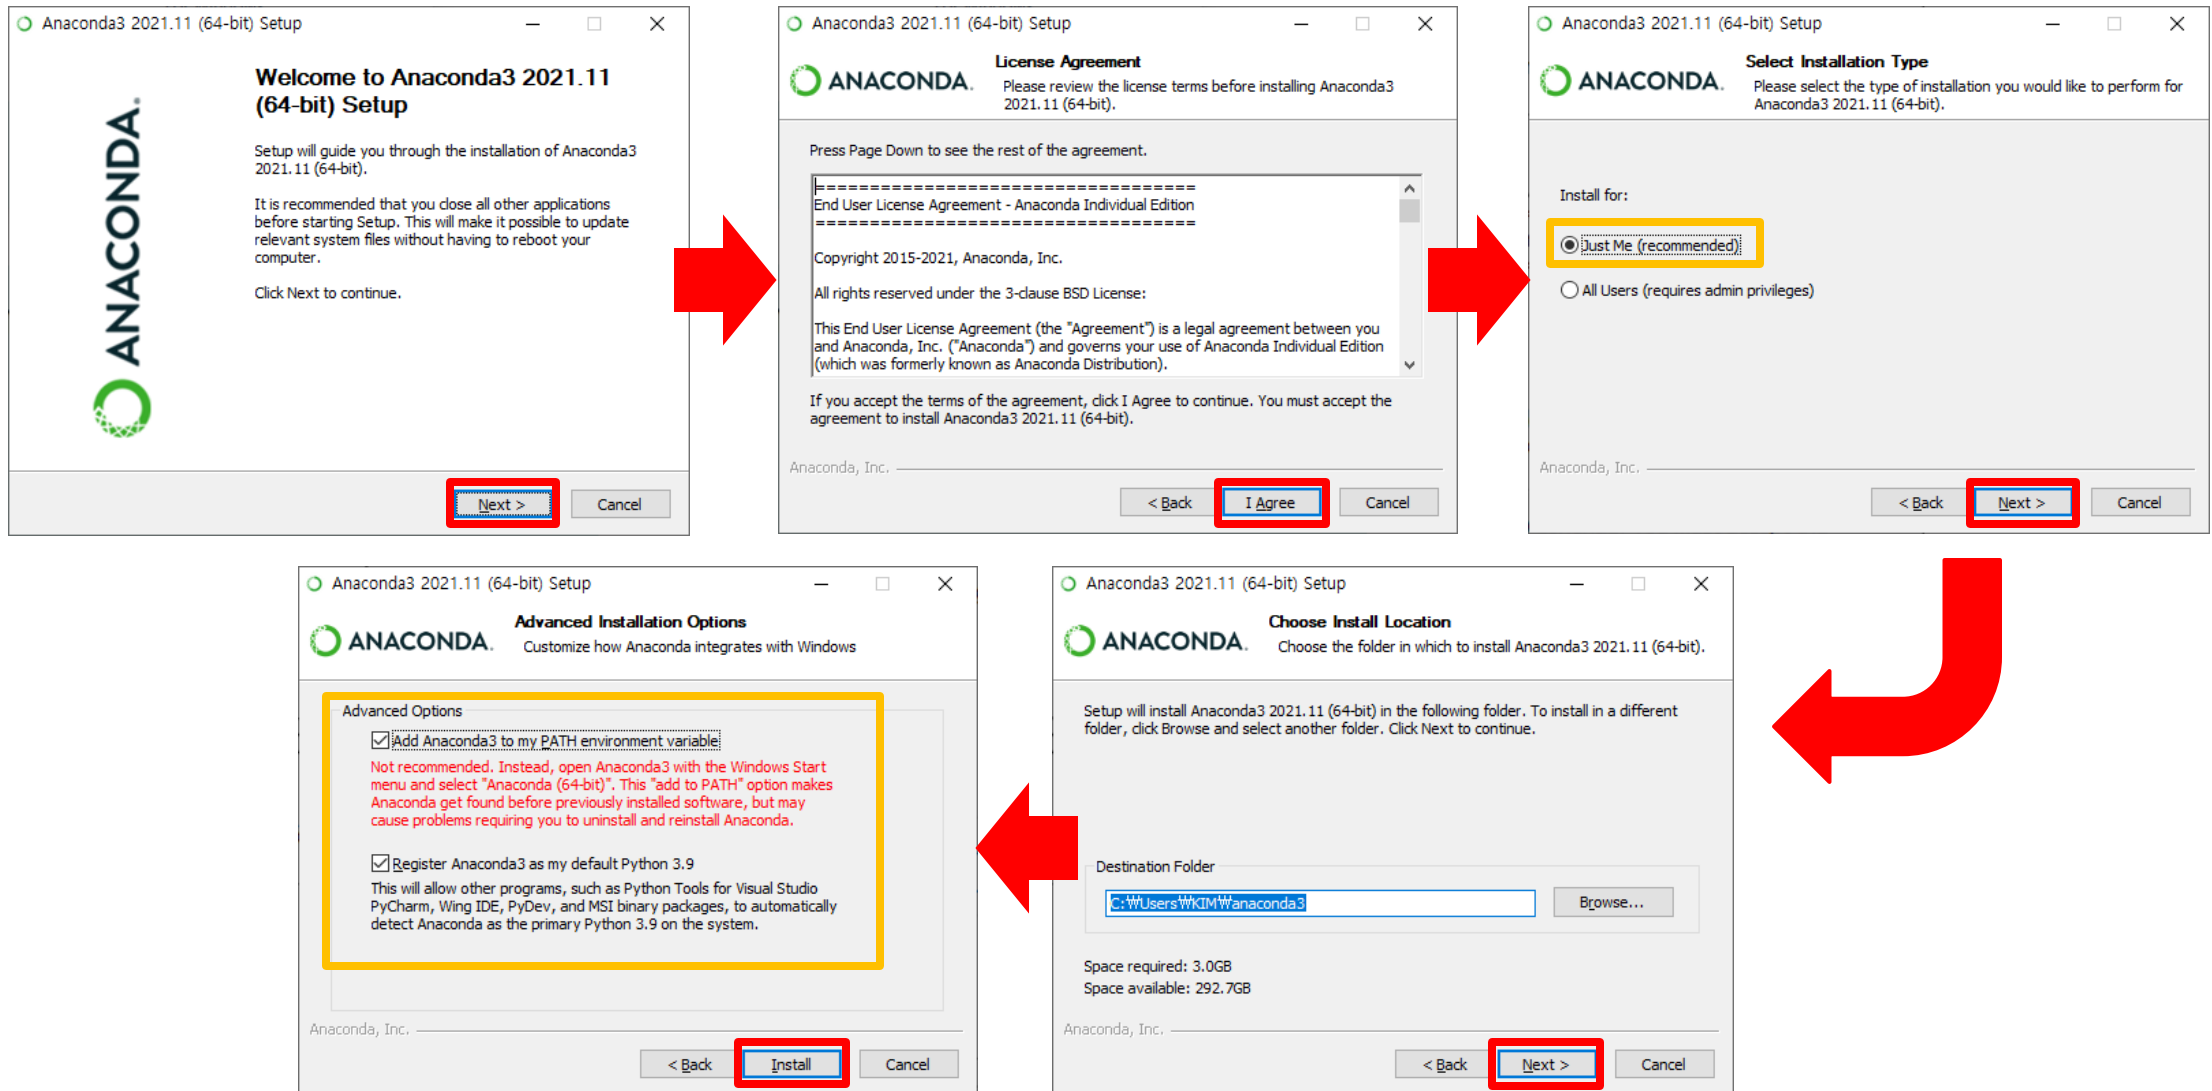 Anaconda3 2021.11 (64-bit) Setup
ANACONDA.
Welcome to Anaconda3 2021.11
(64-bit) Setup
Setup will guide you through the installation of Anaconda3
2021.11 (64-bit).
It is recommended that you close all other applications
before starting Setup. This will make it possible to update
relevant system files without having to reboot your
computer.
Click Next to continue.
Next >
Cancel
Anaconda3 2021.11 (64-bit) Setup
ANACONDA.
License Agreement
Please review the license terms before installing Anaconda3
2021.11 (64-bit).
Press Page Down to see the rest of the agreement.
===================================
End User License Agreement - Anaconda Individual Edition
===================================
Copyright 2015-2021, Anaconda, Inc.
All rights reserved under the 3-clause BSD License:
This End User License Agreement (the "Agreement") is a legal agreement between you
and Anaconda, Inc. ("Anaconda") and governs your use of Anaconda Individual Edition
(which was formerly known as Anaconda Distribution).
If you accept the terms of the agreement, click I Agree to continue. You must accept the
agreement to install Anaconda3 2021.11 (64-bit).
Anaconda, Inc.
< Back
I Agree
Cancel
Anaconda3 2021.11 (64-bit) Setup
ANACONDA.
Select Installation Type
Please select the type of installation you would like to perform for
Anaconda3 2021.11 (64-bit).
Install for:
Just Me (recommended)
All Users (requires admin privileges)
Anaconda, Inc.
< Back
Next >
Cancel
Anaconda3 2021.11 (64-bit) Setup
ANACONDA.
Choose Install Location
Choose the folder in which to install Anaconda3 2021.11 (64-bit).
Setup will install Anaconda3 2021.11 (64-bit) in the following folder. To install in a different
folder, click Browse and select another folder. Click Next to continue.
Destination Folder
C:₩Users₩KIM₩anaconda3
Browse...
Space required: 3.0GB
Space available: 292.7GB
Anaconda, Inc.
< Back
Next >
Cancel
Anaconda3 2021.11 (64-bit) Setup
ANACONDA.
Advanced Installation Options
Customize how Anaconda integrates with Windows
Advanced Options
Add Anaconda3 to my PATH environment variable
Not recommended. Instead, open Anaconda3 with the Windows Start
menu and select "Anaconda (64-bit)". This "add to PATH" option makes
Anaconda get found before previously installed software, but may
cause problems requiring you to uninstall and reinstall Anaconda.
Register Anaconda3 as my default Python 3.9
This will allow other programs, such as Python Tools for Visual Studio
PyCharm, Wing IDE, PyDev, and MSI binary packages, to automatically
detect Anaconda as the primary Python 3.9 on the system.
Anaconda, Inc.
< Back
Install
Cancel